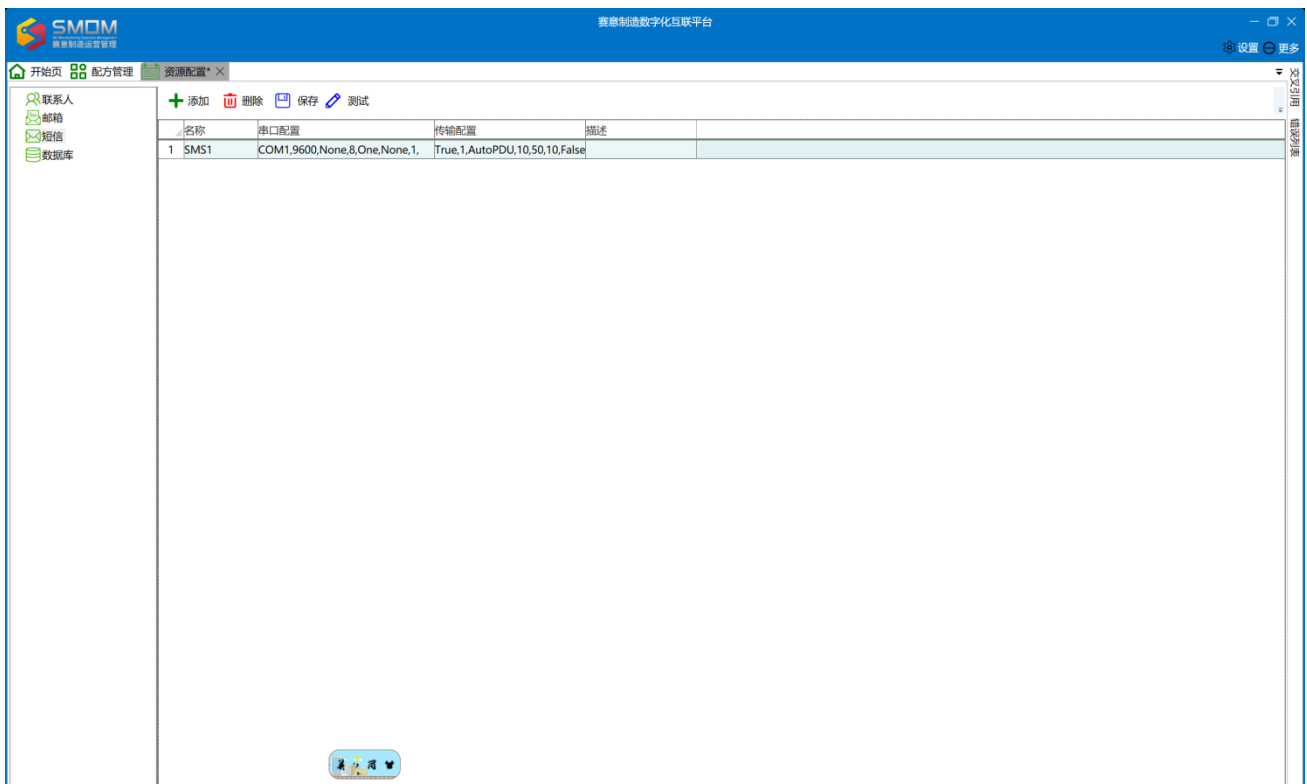 赛意制造数字化互联平台
SMOM
赛意制造运营管理
设置 更多
开始页 配方管理 资源配置*
联系人
邮箱
短信
数据库
添加 删除 保存 测试
名称 串口配置 传输配置 描述
1 SMS1 COM1,9600,None,8,One,None,1, True,1,AutoPDU,10,50,10,False
交叉引用
错误列表